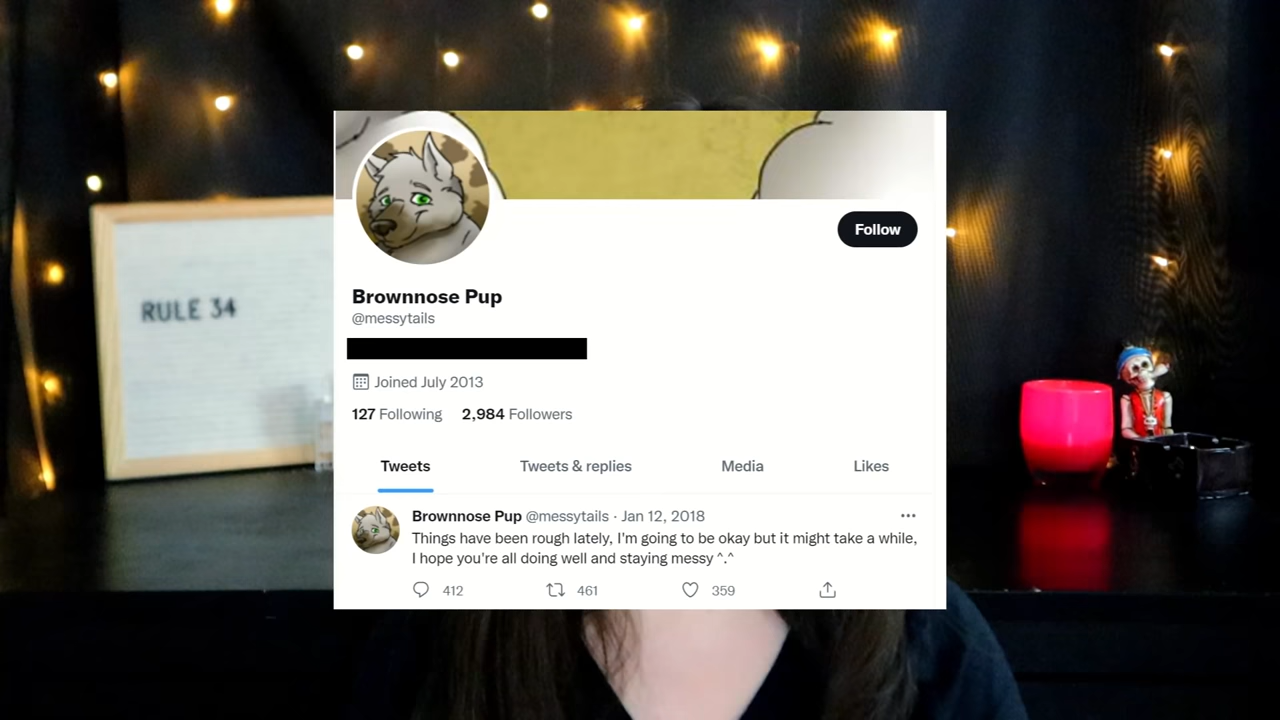 RULE 34
Follow
Brownnose Pup
@messytails
Joined July 2013
127 Following 2,984 Followers
Tweets Tweets & replies Media Likes
Brownnose Pup @messytails · Jan 12, 2018
Things have been rough lately, I'm going to be okay but it might take a while,
I hope you're all doing well and staying messy ^.^
412 461 359